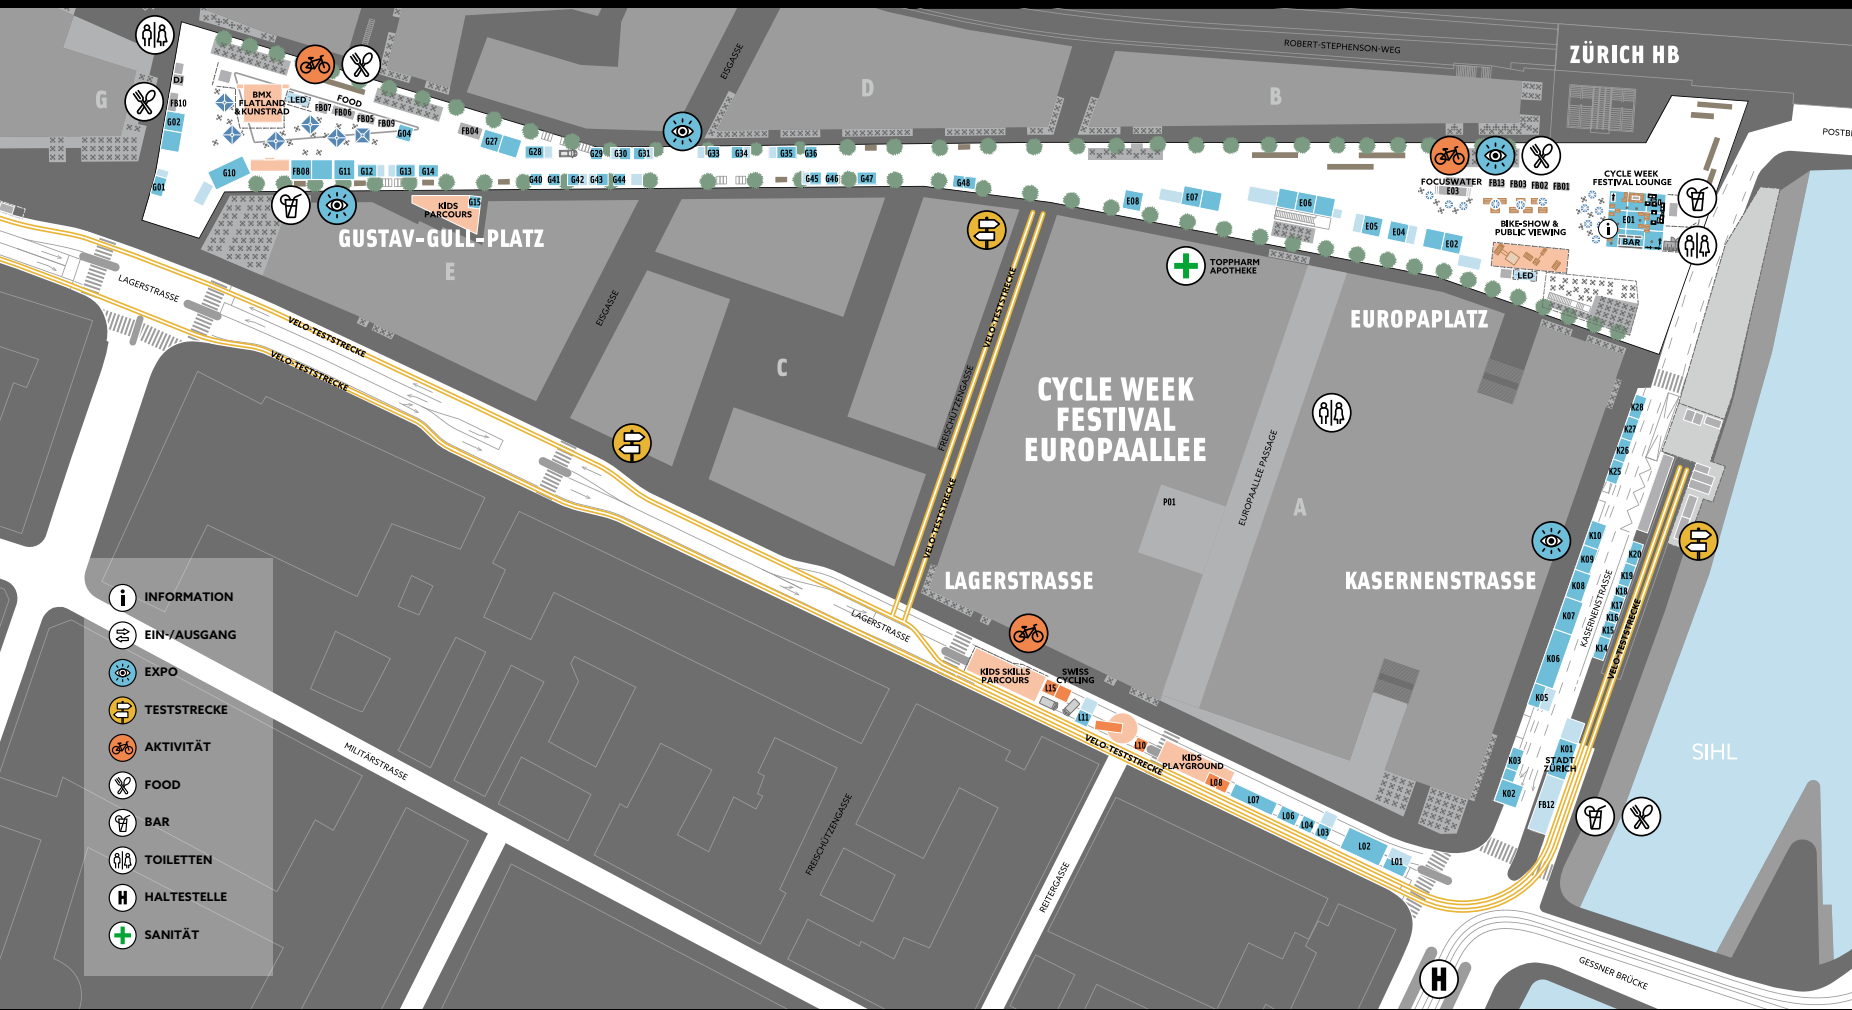 ROBERT-STEPHENSON-WEG
ZÜRICH HB
POSTB
EISGASSE
G
D
B
DJ
FB10
G02
G01
BMX
FLATLAND
& KUNSTRAD
LED
FOOD
FB07
FB06
FB05
FB09
G04
FB04
G27
G28
G29
G30
G31
G33
G34
G35
G36
G10
FB08
G11
G12
G13
G14
G15
KIDS
PARCOURS
G40
G41
G42
G43
G44
G45
G46
G47
G48
E08
E07
E06
E05
E04
E02
FOCUSWATER
E03
FB13
FB03
FB02
FB01
CYCLE WEEK
FESTIVAL LOUNGE
E01
BAR
i
BIKE-SHOW &
PUBLIC VIEWING
LED
GUSTAV-GULL-PLATZ
E
TOPPHARM
APOTHEKE
EUROPAPLATZ
LAGERSTRASSE
VELO-TESTSTRECKE
VELO-TESTSTRECKE
EISGASSE
C
VELO-TESTSTRECKE
FREISCHÜTZENGASSE
VELO-TESTSTRECKE
CYCLE WEEK
FESTIVAL
EUROPAALLEE
EUROPAALLEE PASSAGE
P01
A
K28
K27
K26
K25
K10
K09
K08
K07
K06
K05
K03
K02
K20
K19
K18
K17
K16
K15
K14
KASERNENSTRASSE
VELO-TESTSTRECKE
K01
STADT
ZÜRICH
FB12
SIHL
LAGERSTRASSE
KASERNENSTRASSE
LAGERSTRASSE
KIDS SKILLS
PARCOURS
SWISS
CYCLING
L15
L11
L10
VELO-TESTSTRECKE
KIDS
PLAYGROUND
L08
L07
L06
L04
L03
L02
L01
MILITÄRSTRASSE
FREISCHÜTZENGASSE
REITERGASSE
GESSNER BRÜCKE
H
i INFORMATION
EIN-/AUSGANG
EXPO
TESTSTRECKE
AKTIVITÄT
FOOD
BAR
TOILETTEN
H HALTESTELLE
SANITÄT